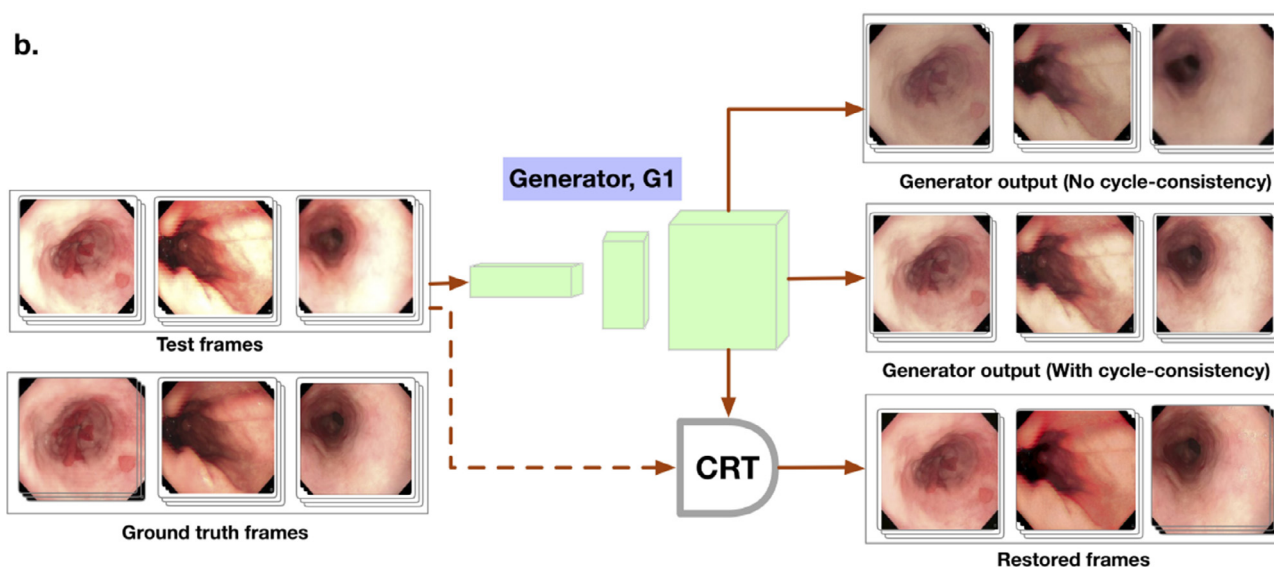 b.
Generator, G1
Test frames
Ground truth frames
CRT
Generator output (No cycle-consistency)
Generator output (With cycle-consistency)
Restored frames